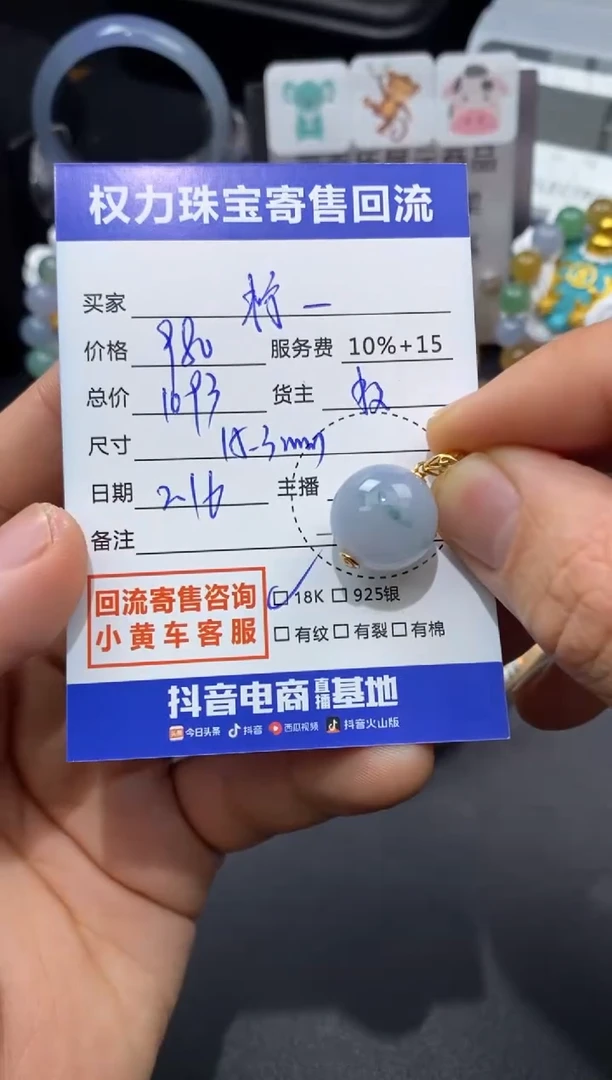 权力珠宝寄售回流
买家 一
价格 980 服务费 10%+15
总价 1093 货主 权
尺寸 15.3mm
日期 2-16 主播
备注
回流寄售咨询
小黄车客服
✓ □ 18K □ 925银
□ 有纹 □ 有裂 □ 有棉
抖音电商直播基地
头条 今日头条 抖音 西瓜视频 抖音火山版